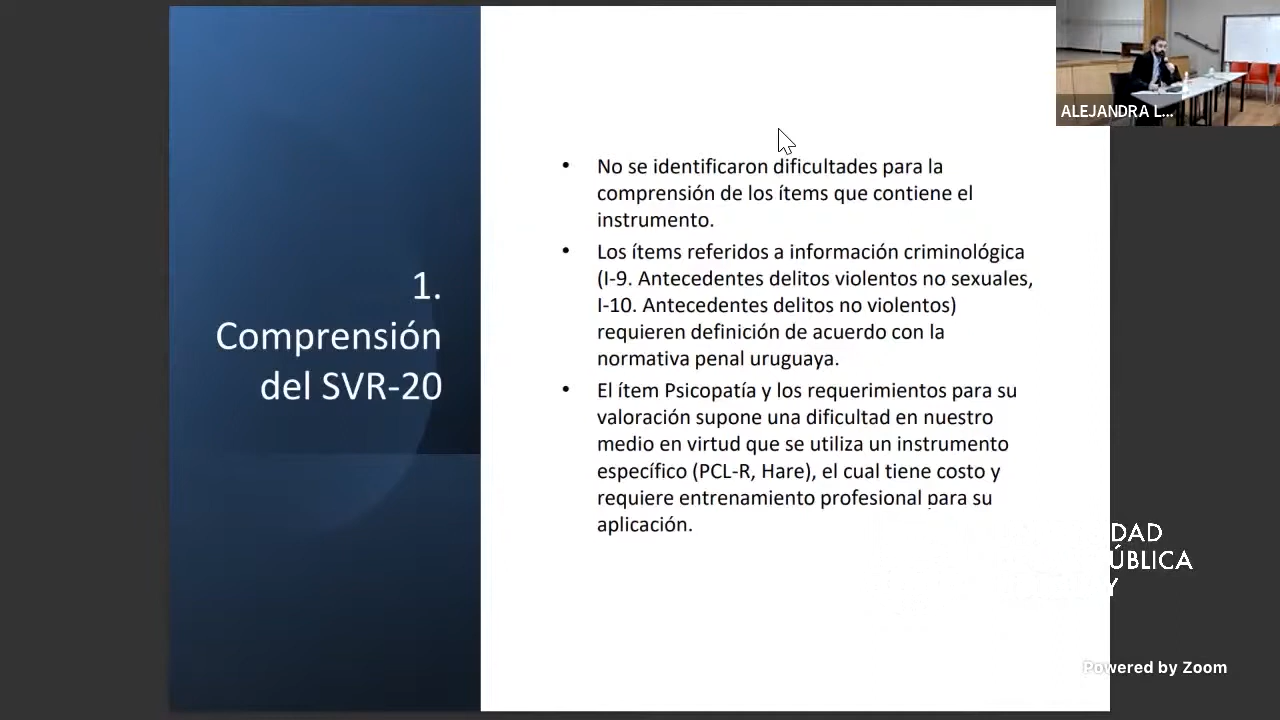 ALEJANDRA L...
1.
Comprensión
del SVR-20
• No se identificaron dificultades para la
comprensión de los ítems que contiene el
instrumento.
• Los ítems referidos a información criminológica
(I-9. Antecedentes delitos violentos no sexuales,
I-10. Antecedentes delitos no violentos)
requieren definición de acuerdo con la
normativa penal uruguaya.
• El ítem Psicopatía y los requerimientos para su
valoración supone una dificultad en nuestro
medio en virtud que se utiliza un instrumento
específico (PCL-R, Hare), el cual tiene costo y
requiere entrenamiento profesional para su
aplicación.
DAD
ÚBLICA
Y
Powered by Zoom